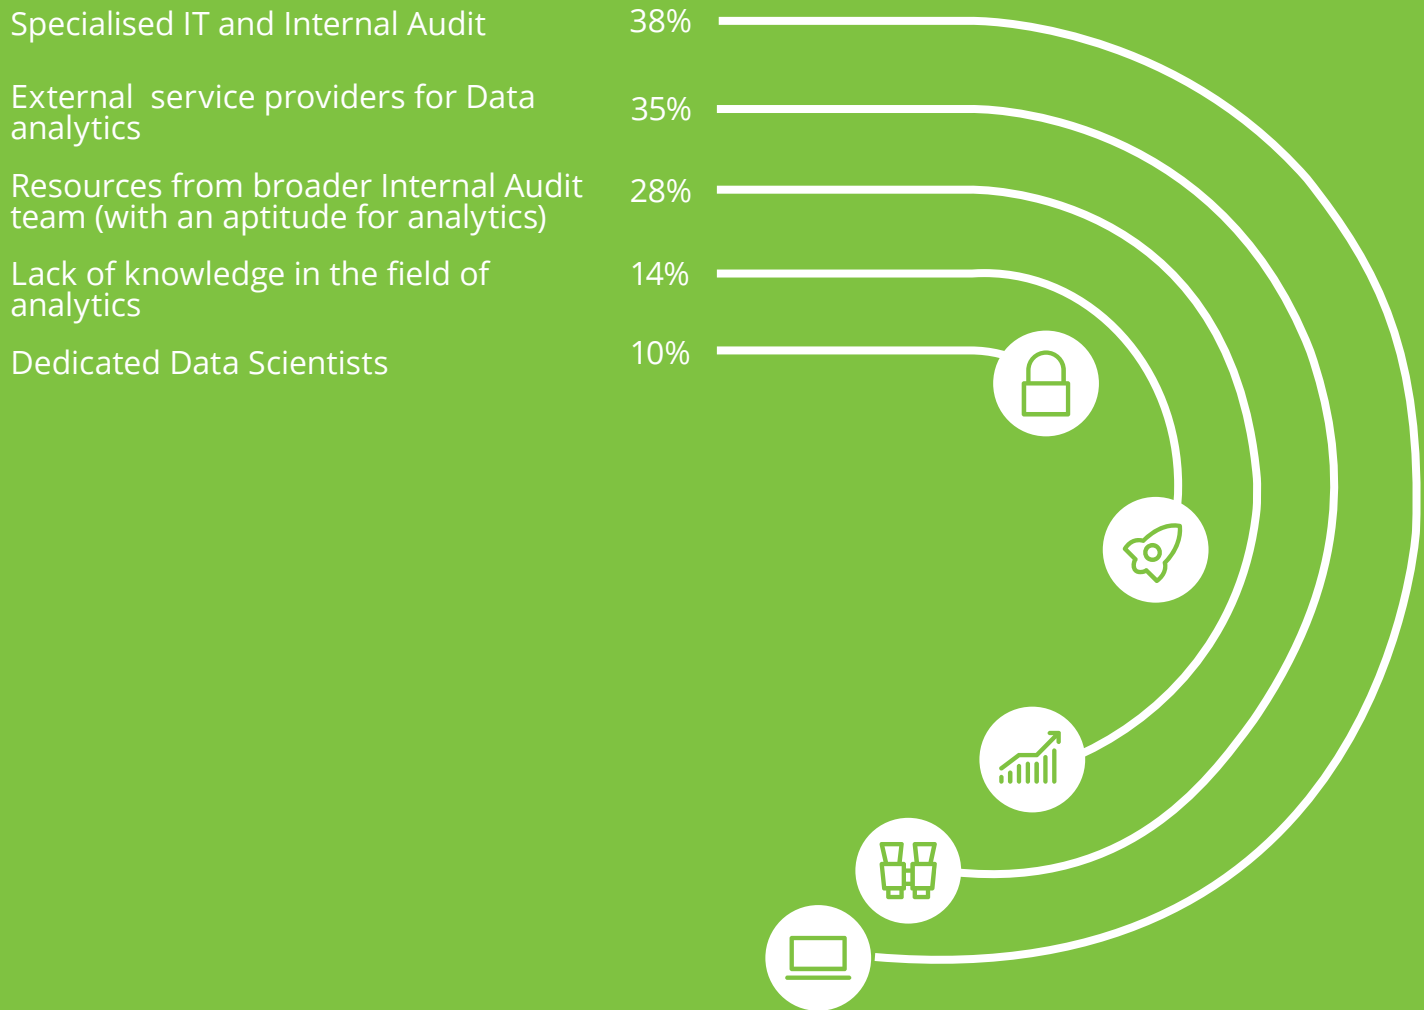 Specialised IT and Internal Audit 38%
External  service providers for Data
analytics 35%
Resources from broader Internal Audit
team (with an aptitude for analytics) 28%
Lack of knowledge in the field of
analytics 14%
Dedicated Data Scientists 10%